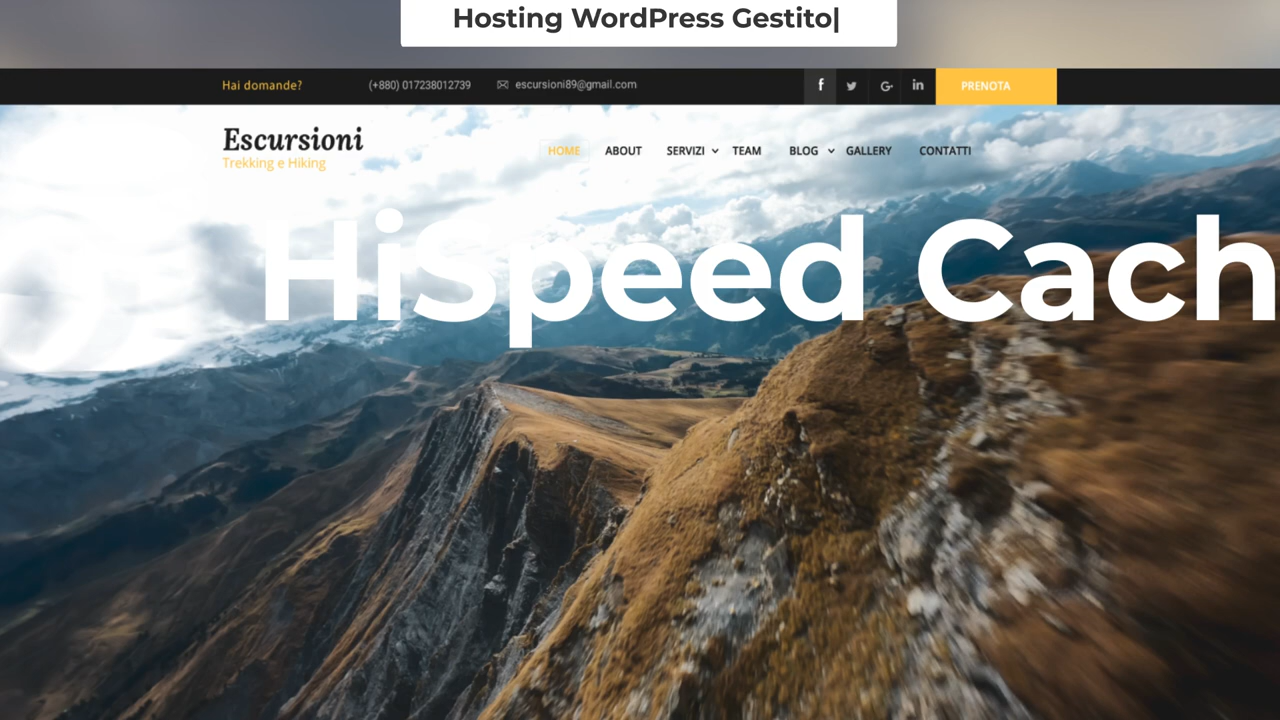 Hosting WordPress Gestito|
Hai domande?
(+880) 017238012739
escursioni89@gmail.com
f
G+
in
PRENOTA
Escursioni
Trekking e Hiking
HOME
ABOUT
SERVIZI
TEAM
BLOG
GALLERY
CONTATTI
HiSpeed Cach